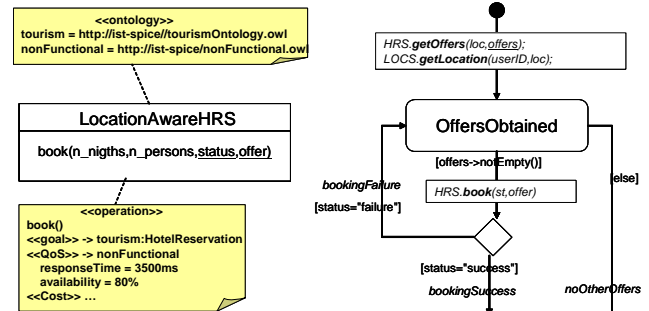 <<ontology>>
tourism = http://ist-spice//tourismOntology.owl
nonFunctional = http://ist-spice/nonFunctional.owl
LocationAwareHRS
book(n_nigths,n_persons,status,offer)
<<operation>>
book()
<<goal>> -> tourism:HotelReservation
<<QoS>> -> nonFunctional
responseTime = 3500ms
availability = 80%
<<Cost>> ...
HRS.getOffers(loc,offers);
LOCS.getLocation(userID,loc);
OffersObtained
[offers->notEmpty()]
[else]
bookingFailure
[status="failure"]
HRS.book(st,offer)
[status="success"]
bookingSuccess
noOtherOffers